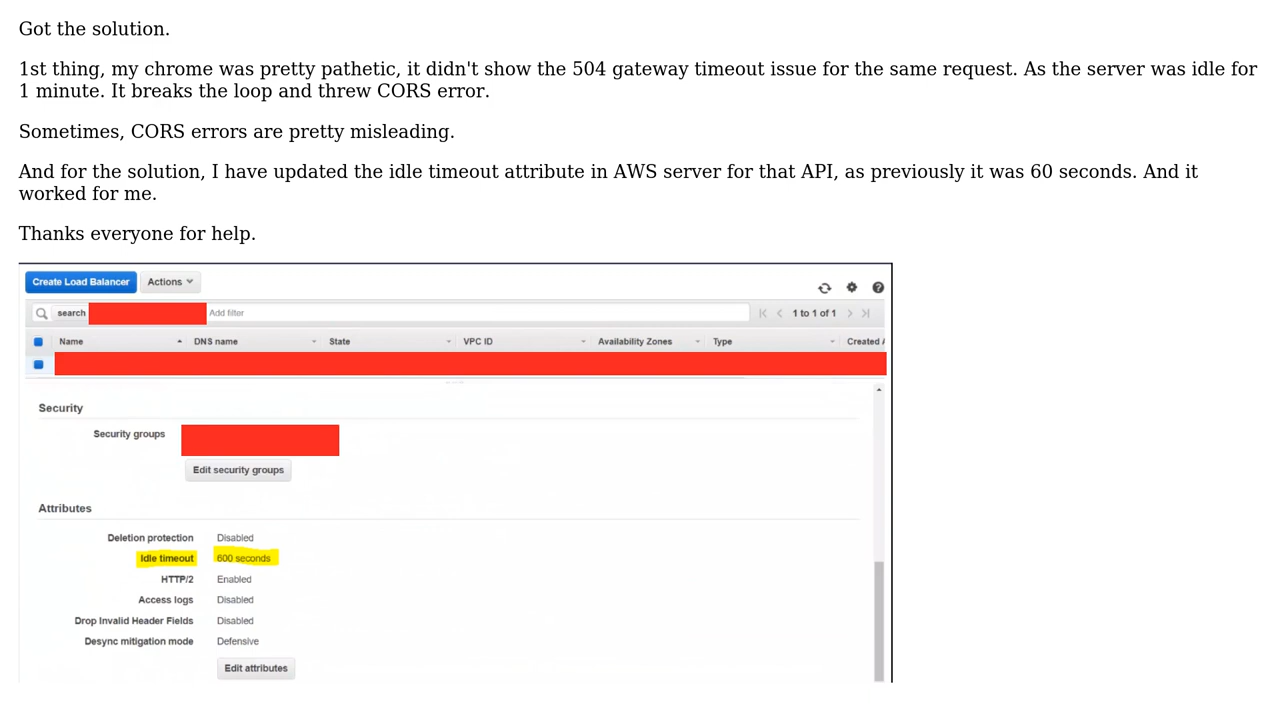 Got the solution.
1st thing, my chrome was pretty pathetic, it didn't show the 504 gateway timeout issue for the same request. As the server was idle for
1 minute. It breaks the loop and threw CORS error.
Sometimes, CORS errors are pretty misleading.
And for the solution, I have updated the idle timeout attribute in AWS server for that API, as previously it was 60 seconds. And it
worked for me.
Thanks everyone for help.
Create Load Balancer Actions
search Add filter 1 to 1 of 1
Name DNS name State VPC ID Availability Zones Type Created A
Security
Security groups
Edit security groups
Attributes
Deletion protection Disabled
Idle timeout 600 seconds
HTTP/2 Enabled
Access logs Disabled
Drop Invalid Header Fields Disabled
Desync mitigation mode Defensive
Edit attributes